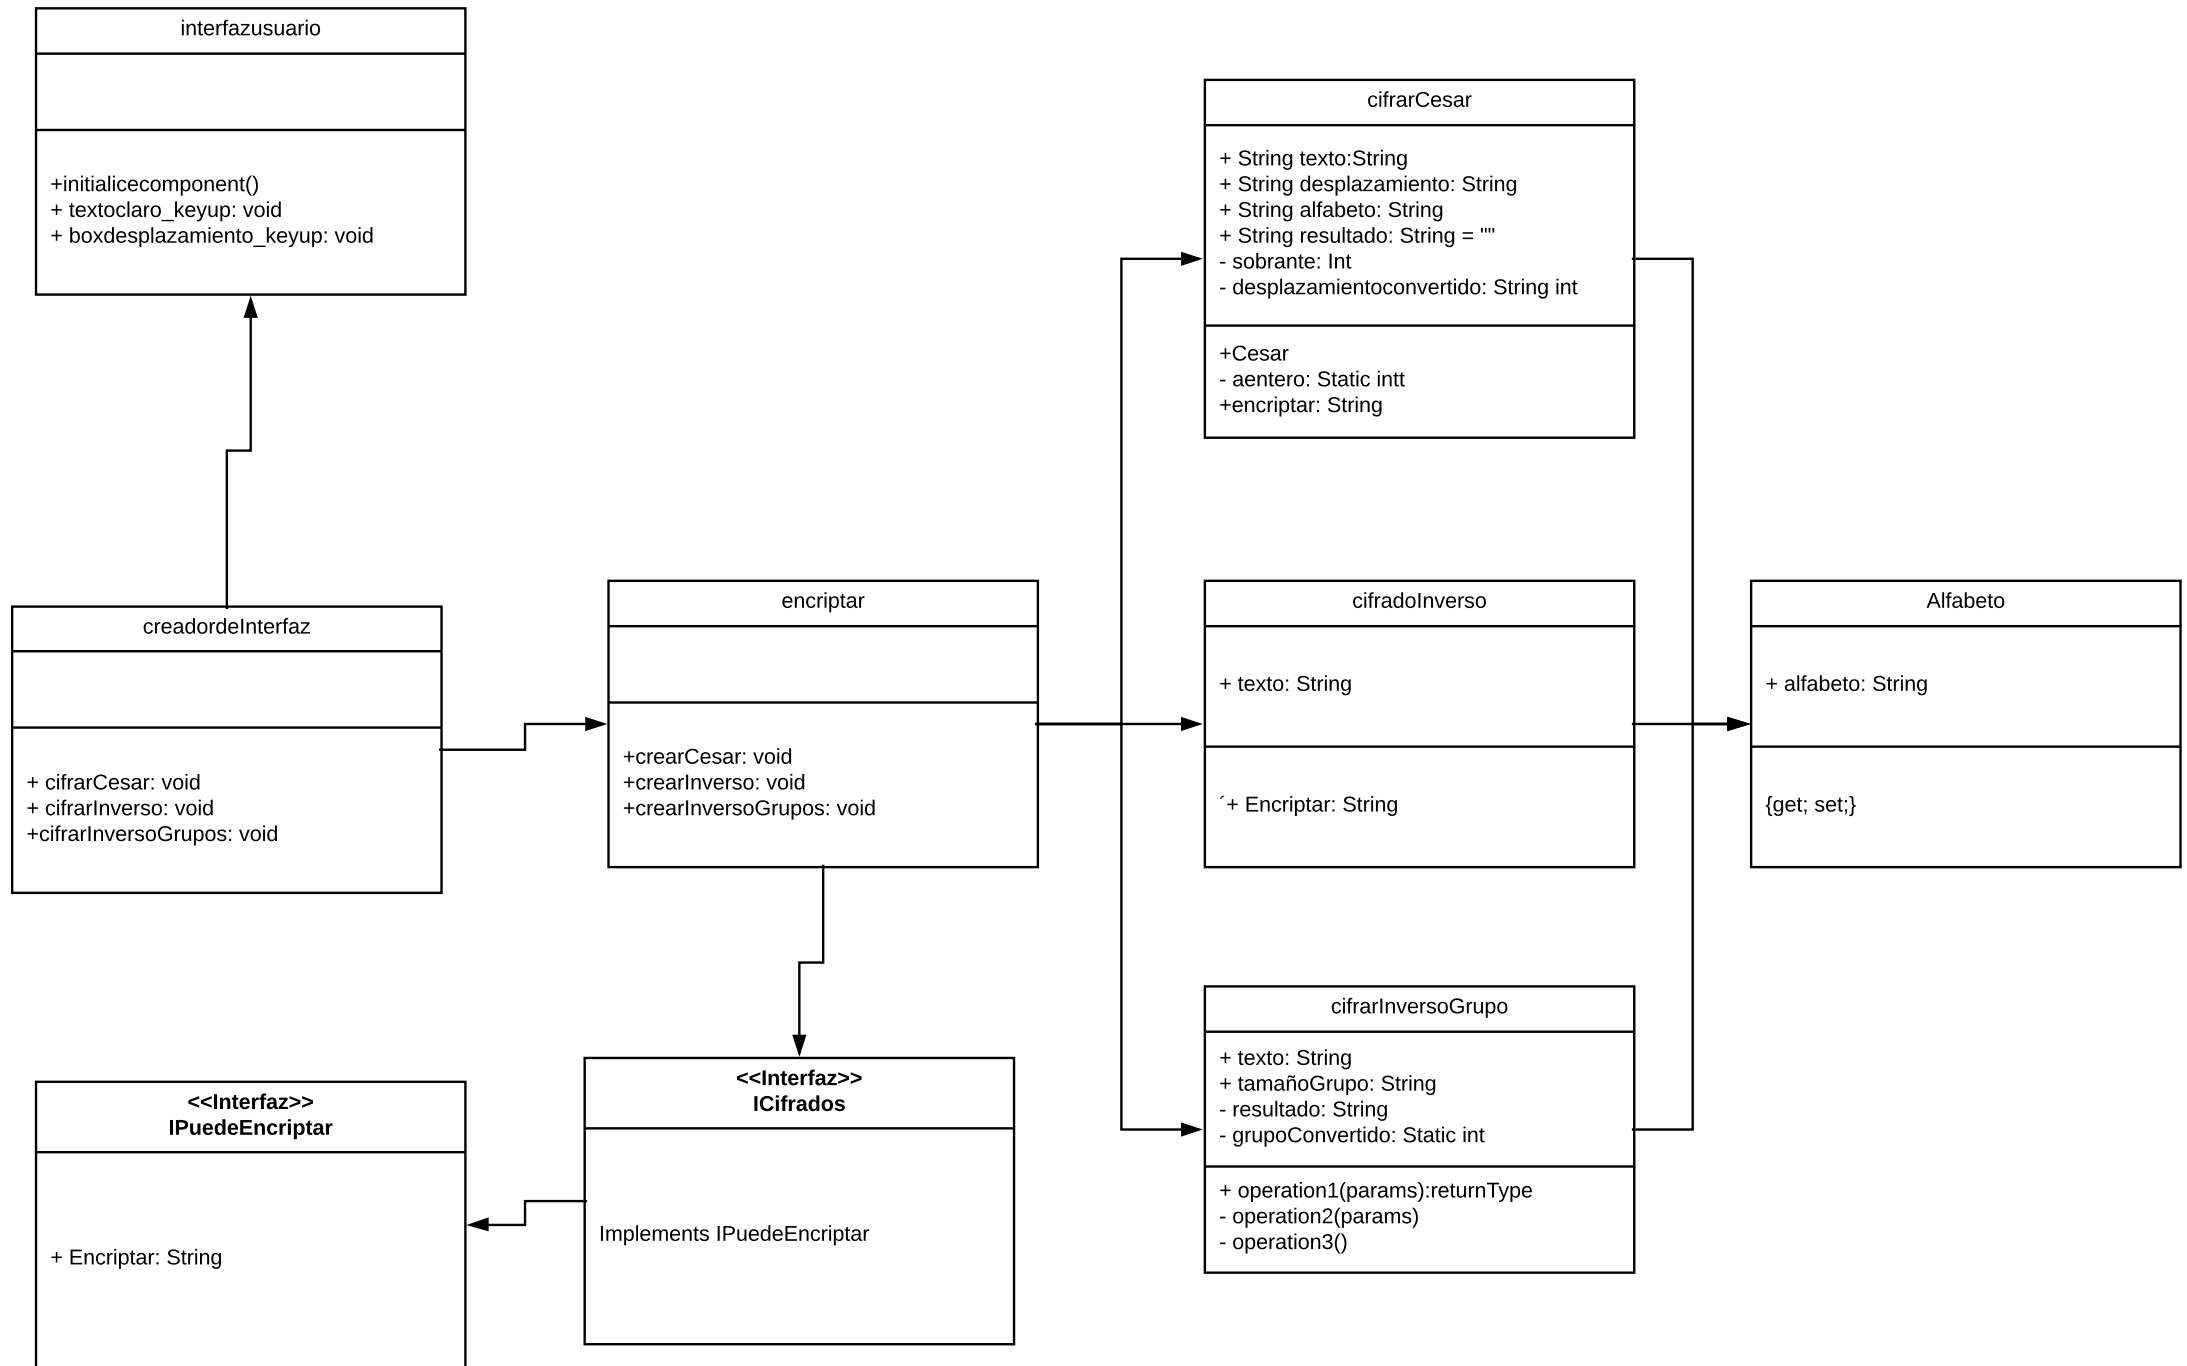 interfazusuario
+initialicecomponent()
+ textoclaro_keyup: void
+ boxdesplazamiento_keyup: void
cifrarCesar
+ String texto:String
+ String desplazamiento: String
+ String alfabeto: String
+ String resultado: String = ""
- sobrante: Int
- desplazamientoconvertido: String int
+Cesar
- aentero: Static intt
+encriptar: String
creadordeInterfaz
+ cifrarCesar: void
+ cifrarInverso: void
+cifrarInversoGrupos: void
encriptar
+crearCesar: void
+crearInverso: void
+crearInversoGrupos: void
cifradoInverso
+ texto: String
´+ Encriptar: String
Alfabeto
+ alfabeto: String
{get; set;}
<<Interfaz>>
IPuedeEncriptar
+ Encriptar: String
<<Interfaz>>
ICifrados
Implements IPuedeEncriptar
cifrarInversoGrupo
+ texto: String
+ tamañoGrupo: String
- resultado: String
- grupoConvertido: Static int
+ operation1(params):returnType
- operation2(params)
- operation3()